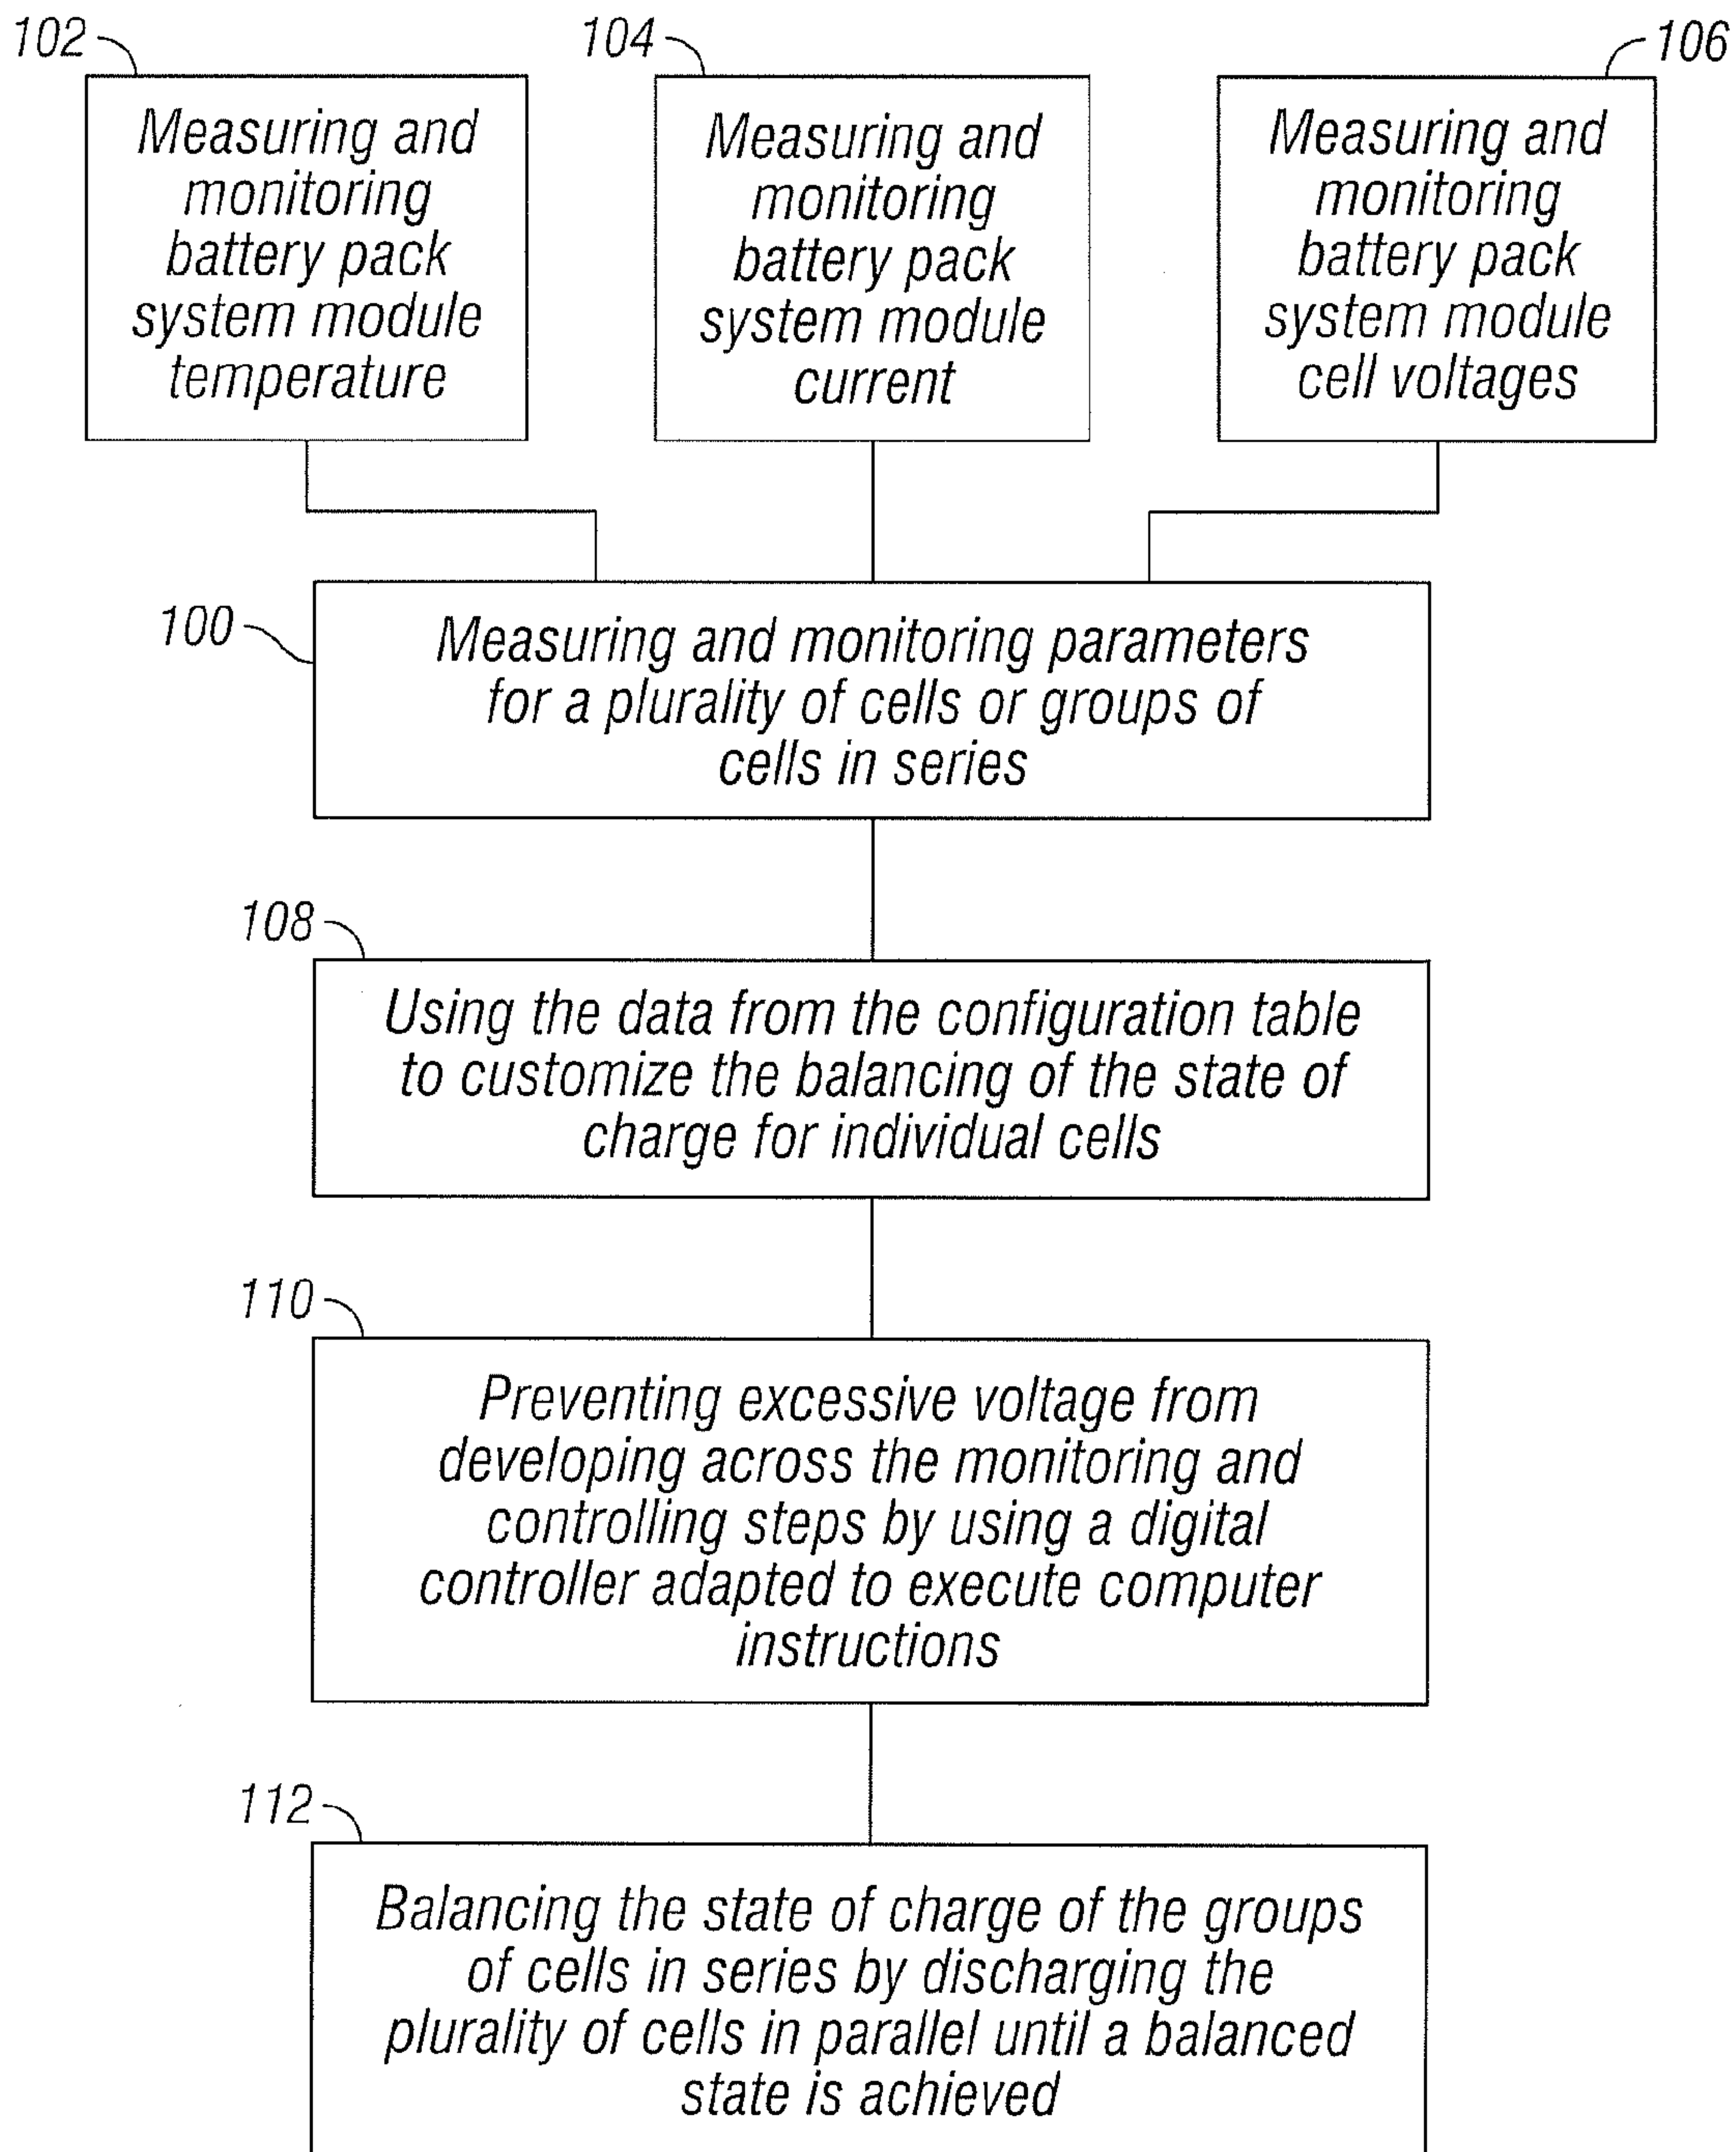 102
104
106
Measuring and
monitoring
battery pack
system module
temperature
Measuring and
monitoring
battery pack
system module
current
Measuring and
monitoring
battery pack
system module
cell voltages
100
Measuring and monitoring parameters
for a plurality of cells or groups of
cells in series
108
Using the data from the configuration table
to customize the balancing of the state of
charge for individual cells
110
Preventing excessive voltage from
developing across the monitoring and
controlling steps by using a digital
controller adapted to execute computer
instructions
112
Balancing the state of charge of the groups
of cells in series by discharging the
plurality of cells in parallel until a balanced
state is achieved